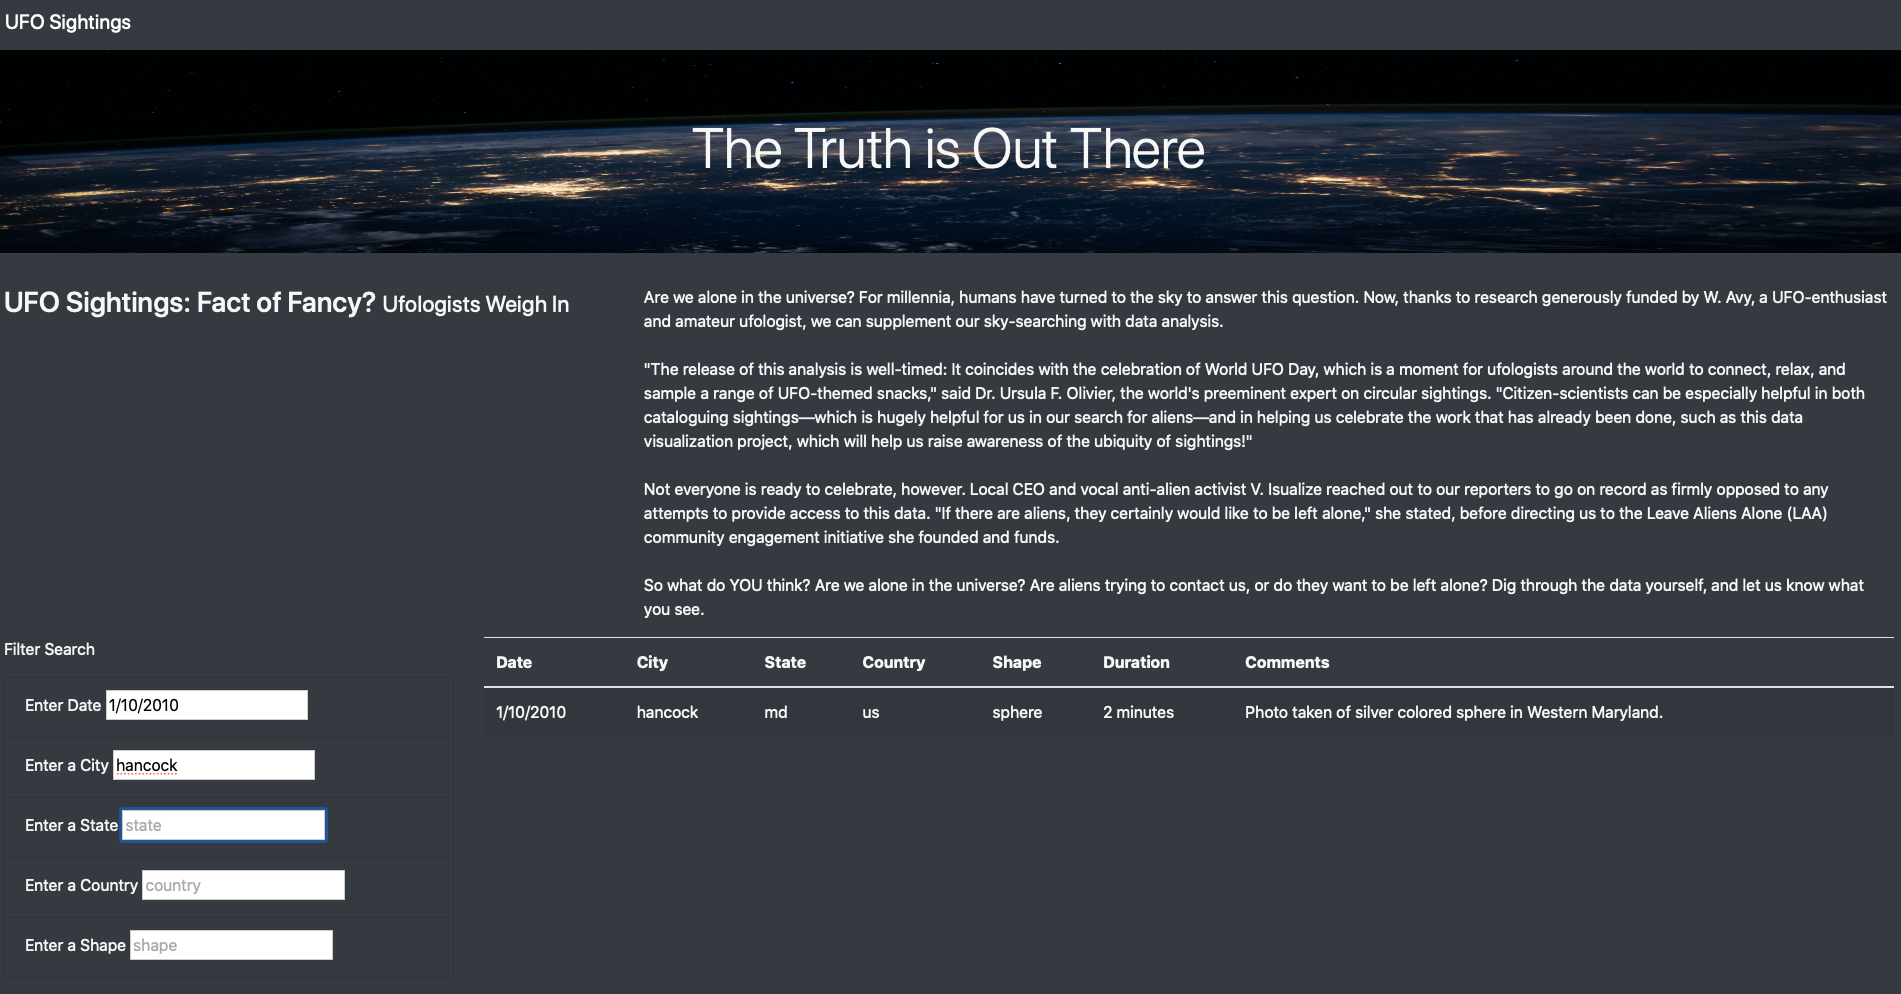 UFO Sightings
The Truth is Out There
UFO Sightings: Fact of Fancy? Ufologists Weigh In
Are we alone in the universe? For millennia, humans have turned to the sky to answer this question. Now, thanks to research generously funded by W. Avy, a UFO-enthusiast
and amateur ufologist, we can supplement our sky-searching with data analysis.
"The release of this analysis is well-timed: It coincides with the celebration of World UFO Day, which is a moment for ufologists around the world to connect, relax, and
sample a range of UFO-themed snacks," said Dr. Ursula F. Olivier, the world's preeminent expert on circular sightings. "Citizen-scientists can be especially helpful in both
cataloguing sightings—which is hugely helpful for us in our search for aliens—and in helping us celebrate the work that has already been done, such as this data
visualization project, which will help us raise awareness of the ubiquity of sightings!"
Not everyone is ready to celebrate, however. Local CEO and vocal anti-alien activist V. Isualize reached out to our reporters to go on record as firmly opposed to any
attempts to provide access to this data. "If there are aliens, they certainly would like to be left alone," she stated, before directing us to the Leave Aliens Alone (LAA)
community engagement initiative she founded and funds.
So what do YOU think? Are we alone in the universe? Are aliens trying to contact us, or do they want to be left alone? Dig through the data yourself, and let us know what
you see.
Filter Search
Enter Date 1/10/2010
Enter a City hancock
Enter a State state
Enter a Country country
Enter a Shape shape
Date City State Country Shape Duration Comments
1/10/2010 hancock md us sphere 2 minutes Photo taken of silver colored sphere in Western Maryland.